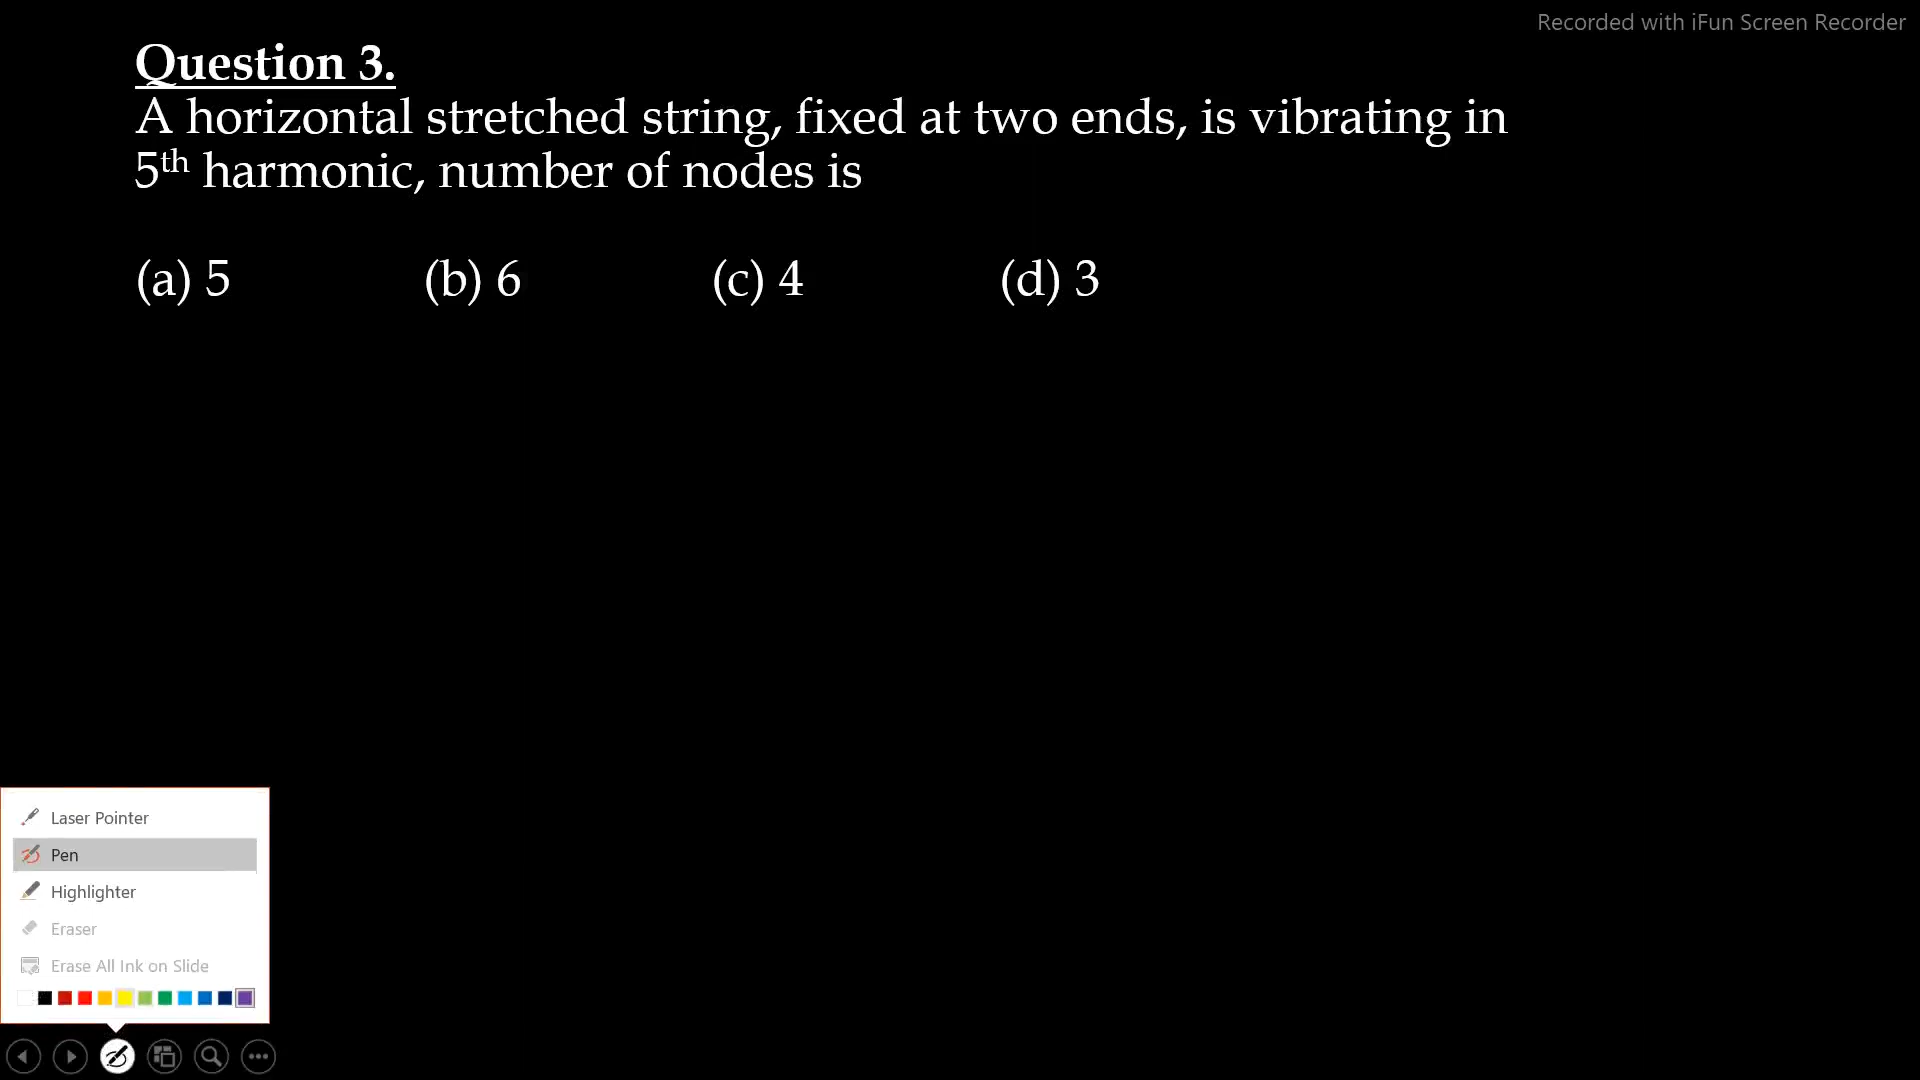 Recorded with iFun Screen Recorder
Question 3.
A horizontal stretched string, fixed at two ends, is vibrating in
5th harmonic, number of nodes is
(a) 5 (b) 6 (c) 4 (d) 3
Laser Pointer
Pen
Highlighter
Eraser
Erase All Ink on Slide